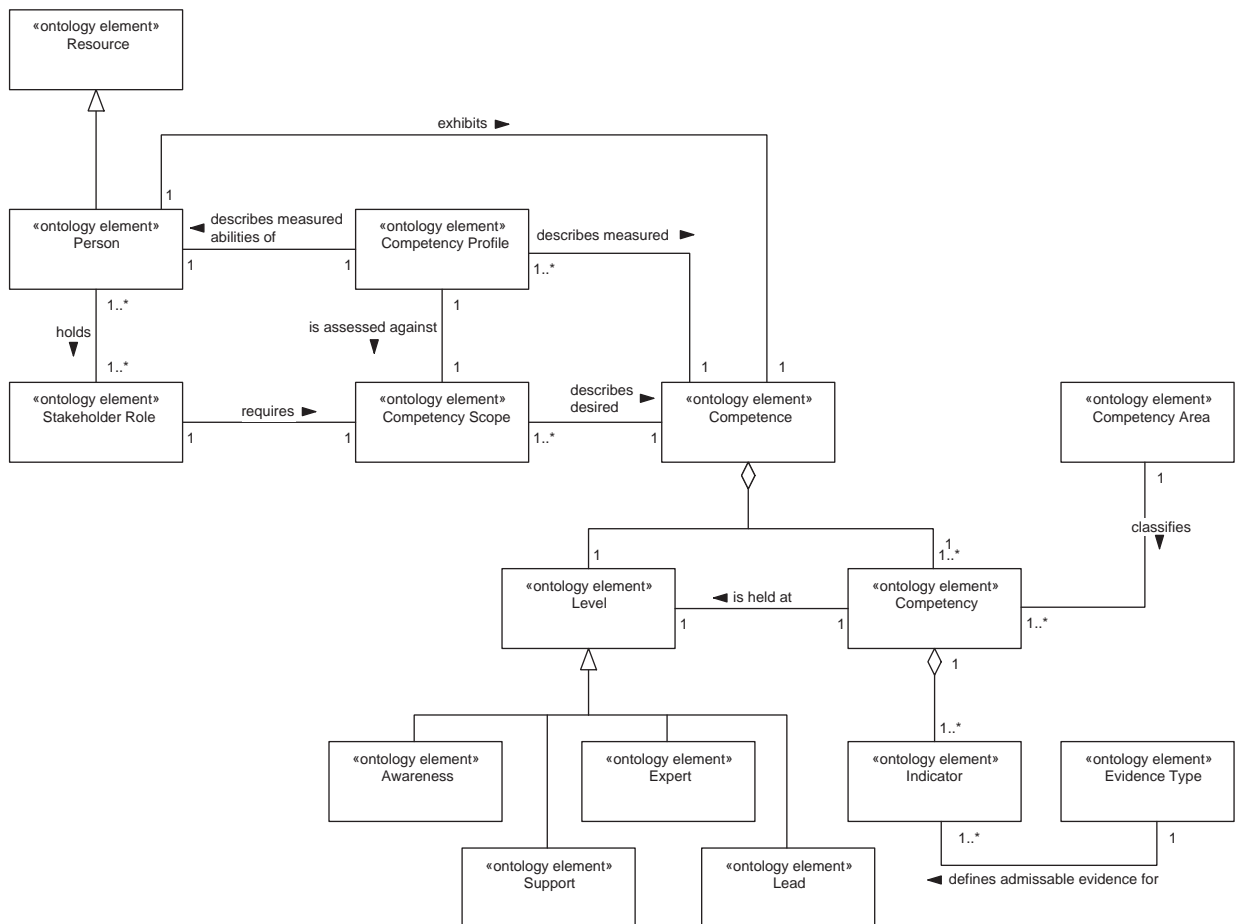 «ontology element»
Resource
exhibits
1
«ontology element»
Person
describes measured
abilities of
1
1
«ontology element»
Competency Profile
describes measured
1..*
1..*
holds
1..*
1
is assessed against
1
1
1
«ontology element»
Stakeholder Role
requires
1
1
«ontology element»
Competency Scope
describes
desired
1..*
1
«ontology element»
Competence
«ontology element»
Competency Area
1
classifies
1
1
1..*
«ontology element»
Level
is held at
1
1
«ontology element»
Competency
1..*
1
1..*
«ontology element»
Awareness
«ontology element»
Expert
«ontology element»
Indicator
«ontology element»
Evidence Type
1..*
1
«ontology element»
Support
«ontology element»
Lead
defines admissable evidence for